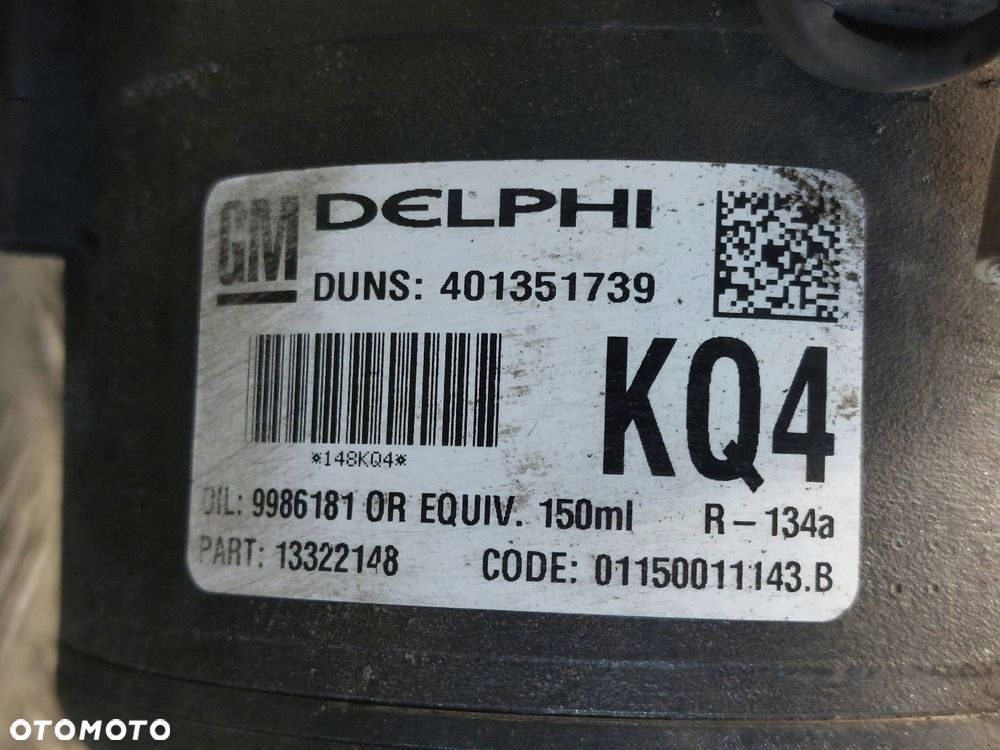 GM DELPHI
DUNS: 401351739
KQ4
*148KQ4*
OIL: 9986181 OR EQUIV. 150ml R-134a
PART: 13322148 CODE: 01150011143.B
OTOMOTO